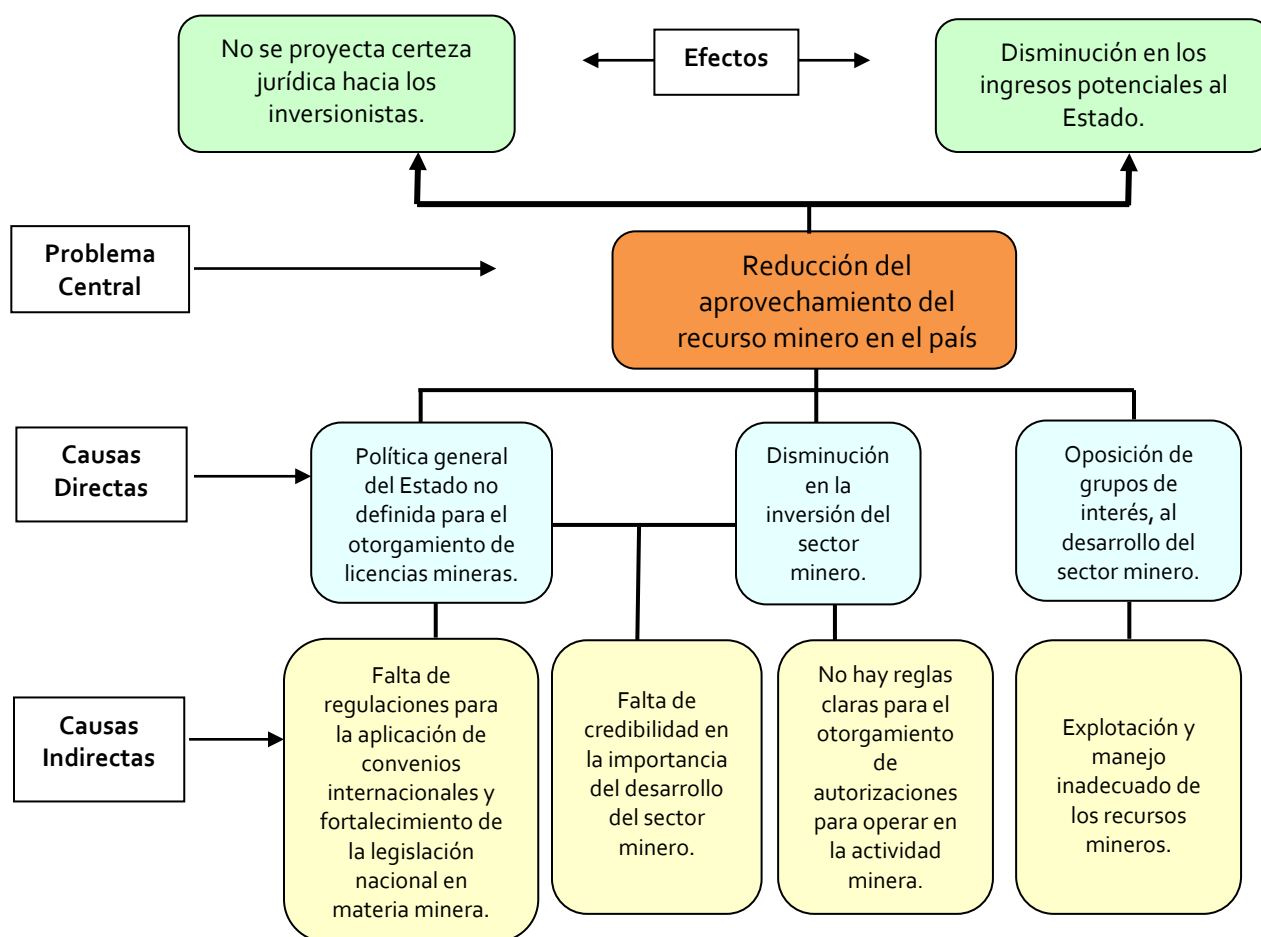 No se proyecta certeza
jurídica hacia los
inversionistas.
Efectos
Disminución en los
ingresos potenciales al
Estado.
Problema
Central
Reducción del
aprovechamiento del
recurso minero en el país
Causas
Directas
Política general
del Estado no
definida para el
otorgamiento de
licencias mineras.
Disminución
en la
inversión del
sector
minero.
Oposición de
grupos de
interés, al
desarrollo del
sector minero.
Causas
Indirectas
Falta de
regulaciones para
la aplicación de
convenios
internacionales y
fortalecimiento de
la legislación
nacional en
materia minera.
Falta de
credibilidad en
la importancia
del desarrollo
del sector
minero.
No hay reglas
claras para el
otorgamiento
de
autorizaciones
para operar en
la actividad
minera.
Explotación y
manejo
inadecuado de
los recursos
mineros.